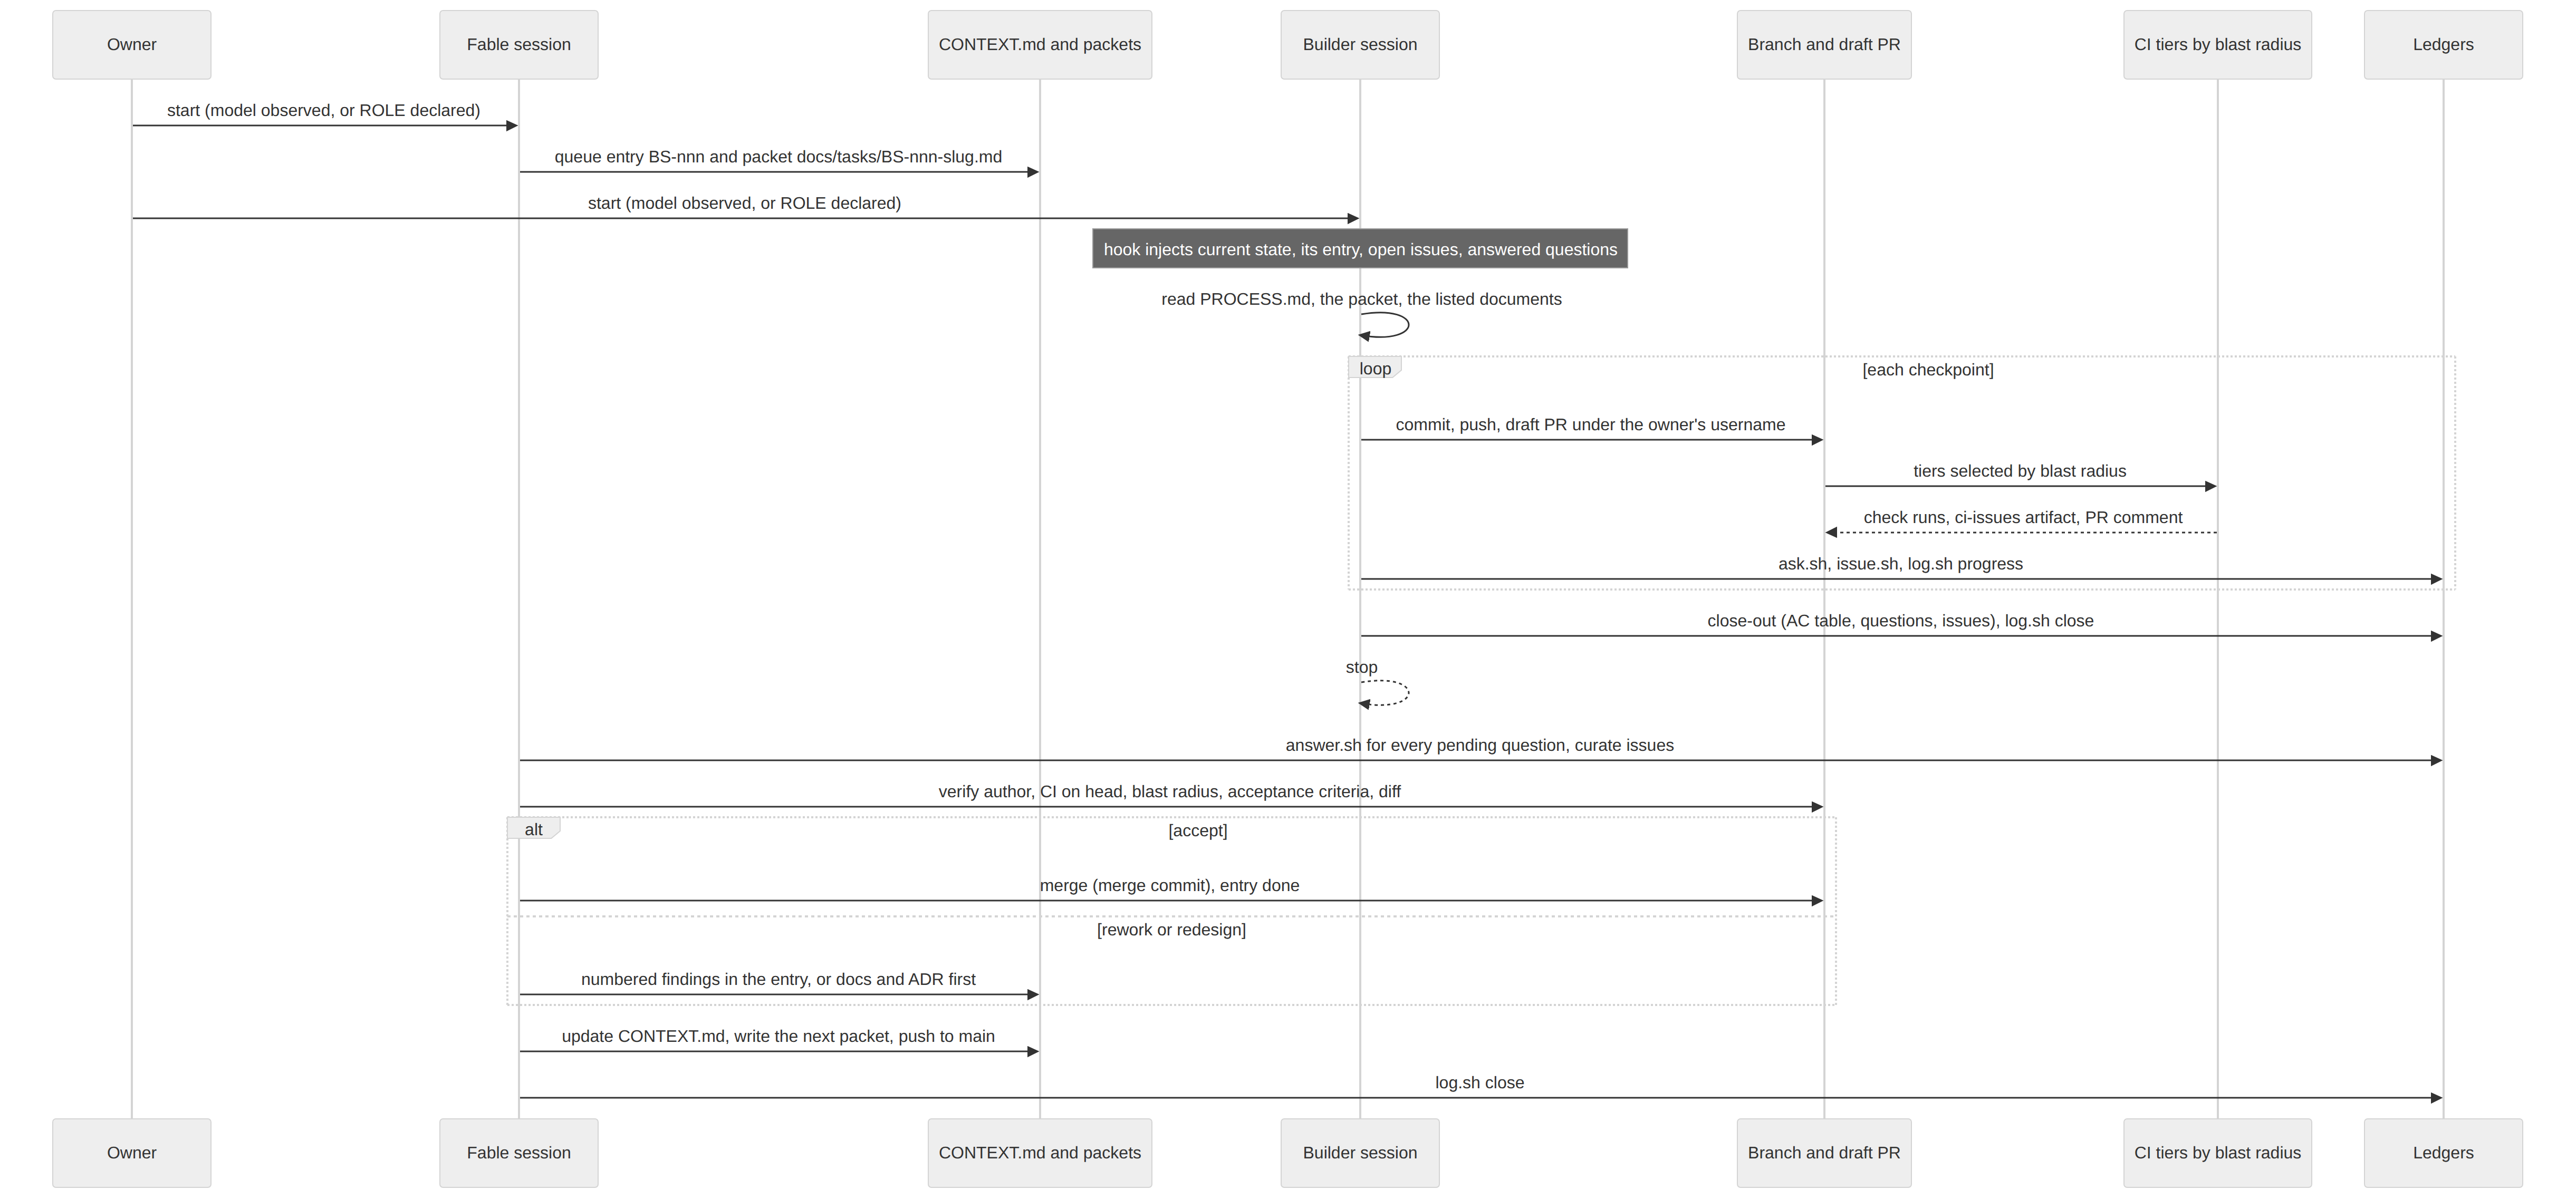 Owner
Fable session
CONTEXT.md and packets
Builder session
Branch and draft PR
CI tiers by blast radius
Ledgers
start (model observed, or ROLE declared)
queue entry BS-nnn and packet docs/tasks/BS-nnn-slug.md
start (model observed, or ROLE declared)
hook injects current state, its entry, open issues, answered questions
read PROCESS.md, the packet, the listed documents
loop
[each checkpoint]
commit, push, draft PR under the owner's username
tiers selected by blast radius
check runs, ci-issues artifact, PR comment
ask.sh, issue.sh, log.sh progress
close-out (AC table, questions, issues), log.sh close
stop
answer.sh for every pending question, curate issues
verify author, CI on head, blast radius, acceptance criteria, diff
alt
[accept]
merge (merge commit), entry done
[rework or redesign]
numbered findings in the entry, or docs and ADR first
update CONTEXT.md, write the next packet, push to main
log.sh close
Owner
Fable session
CONTEXT.md and packets
Builder session
Branch and draft PR
CI tiers by blast radius
Ledgers